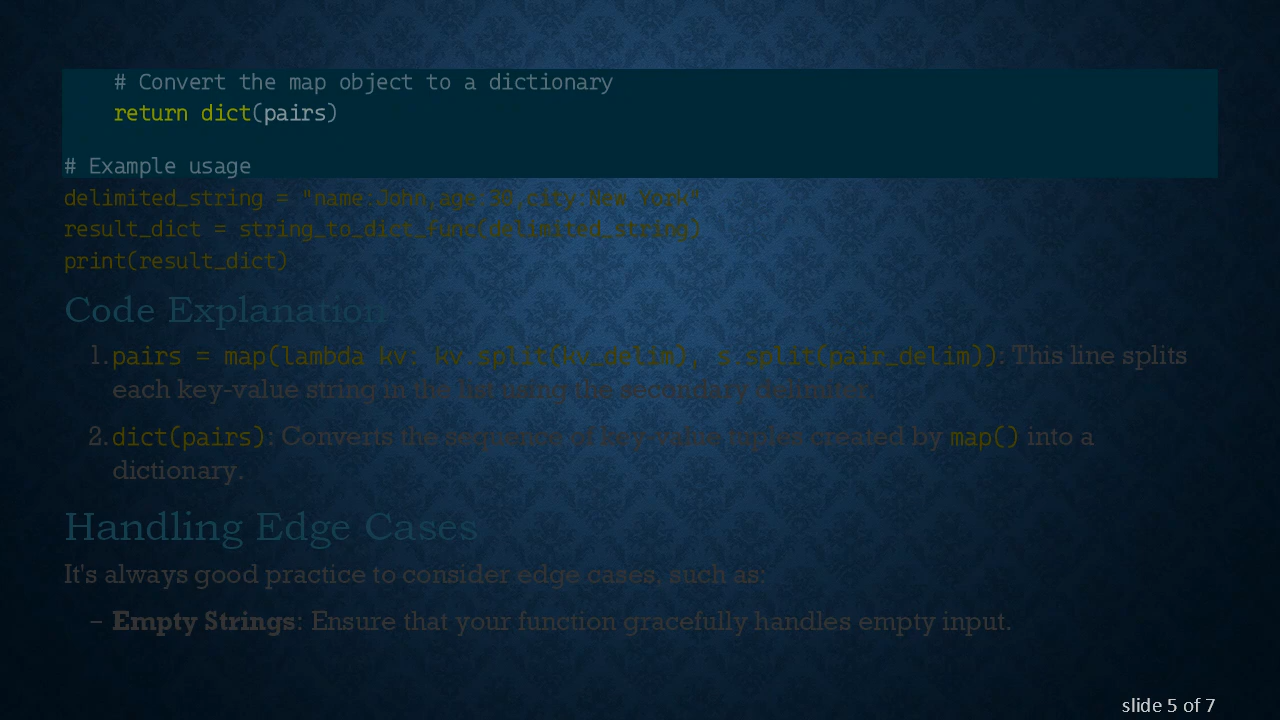 # Convert the map object to a dictionary
return dict(pairs)
# Example usage
delimited_string = "name:John,age:30,city:New York"
result_dict = string_to_dict_func(delimited_string)
print(result_dict)
Code Explanation
1. pairs = map(lambda kv: kv.split(kv_delim), s.split(pair_delim)): This line splits
each key-value string in the list using the secondary delimiter.
2. dict(pairs): Converts the sequence of key-value tuples created by map() into a
dictionary.
Handling Edge Cases
It's always good practice to consider edge cases, such as:
– Empty Strings: Ensure that your function gracefully handles empty input.
slide 5 of 7